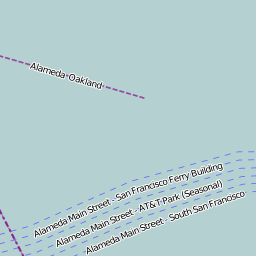 Alameda-Oakland
Alameda Main Street - San Francisco Ferry Building
Alameda Main Street - AT&T Park (Seasonal)
Alameda Main Street - South San Francisco